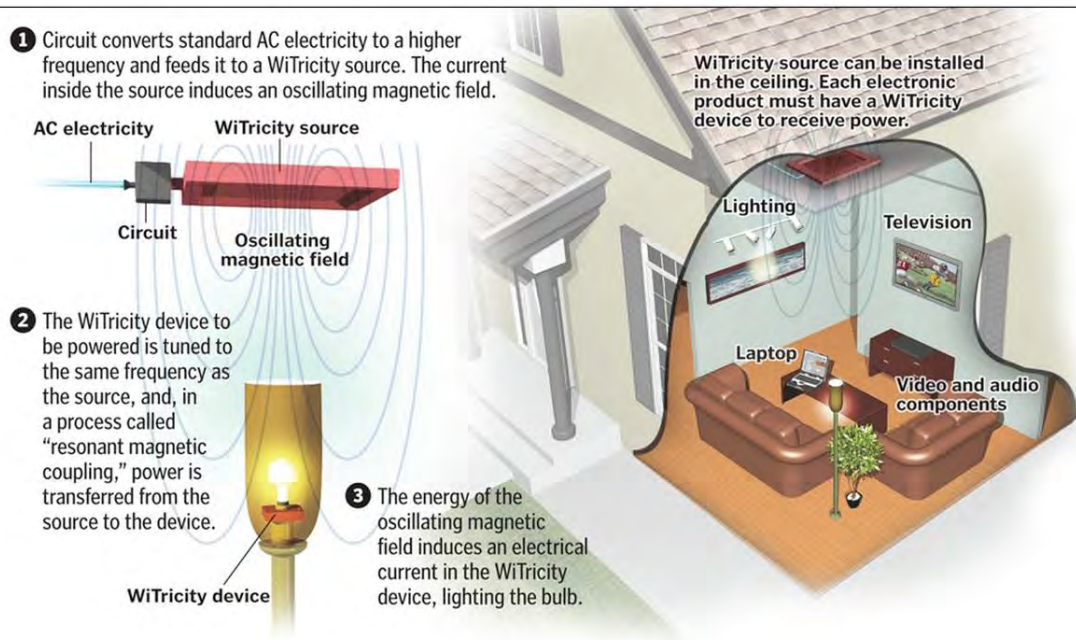 1 Circuit converts standard AC electricity to a higher
frequency and feeds it to a WiTricity source. The current
inside the source induces an oscillating magnetic field.
AC electricity
WiTricity source
Circuit
Oscillating
magnetic field
2 The WiTricity device to
be powered is tuned to
the same frequency as
the source, and, in
a process called
“resonant magnetic
coupling,” power is
transferred from the
source to the device.
WiTricity device
3 The energy of the
oscillating magnetic
field induces an electrical
current in the WiTricity
device, lighting the bulb.
WiTricity source can be installed
in the ceiling. Each electronic
product must have a WiTricity
device to receive power.
Lighting
Television
Laptop
Video and audio
components